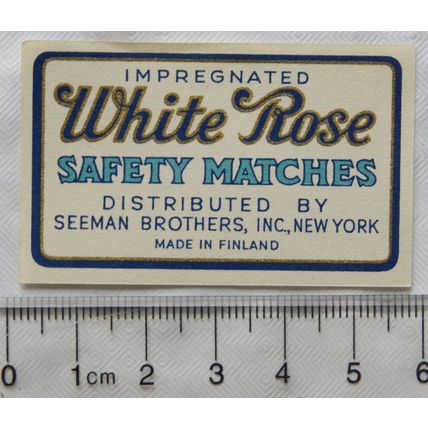 IMPREGNATED
White Rose
SAFETY MATCHES
DISTRIBUTED BY
SEEMAN BROTHERS, INC., NEW YORK
MADE IN FINLAND
0 1cm 2 3 4 5 6